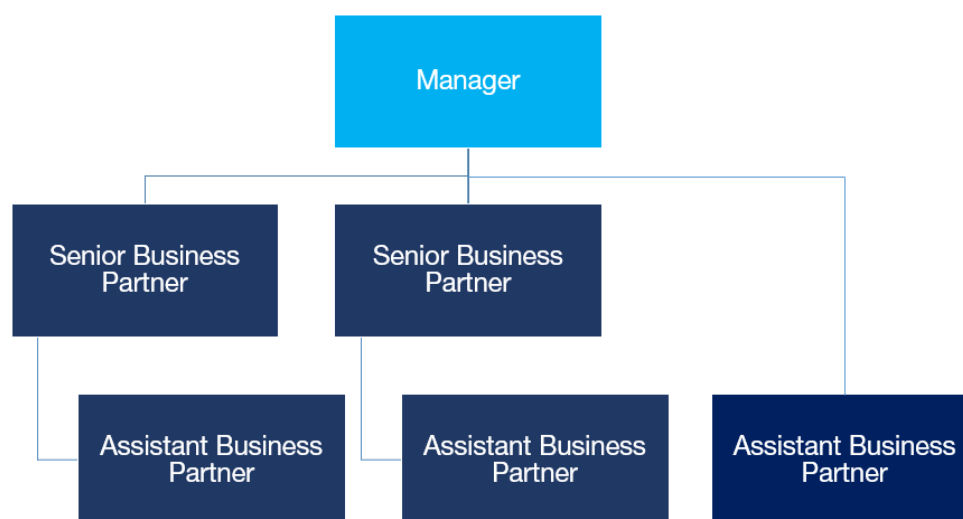 Manager
Senior Business
Partner
Senior Business
Partner
Assistant Business
Partner
Assistant Business
Partner
Assistant Business
Partner